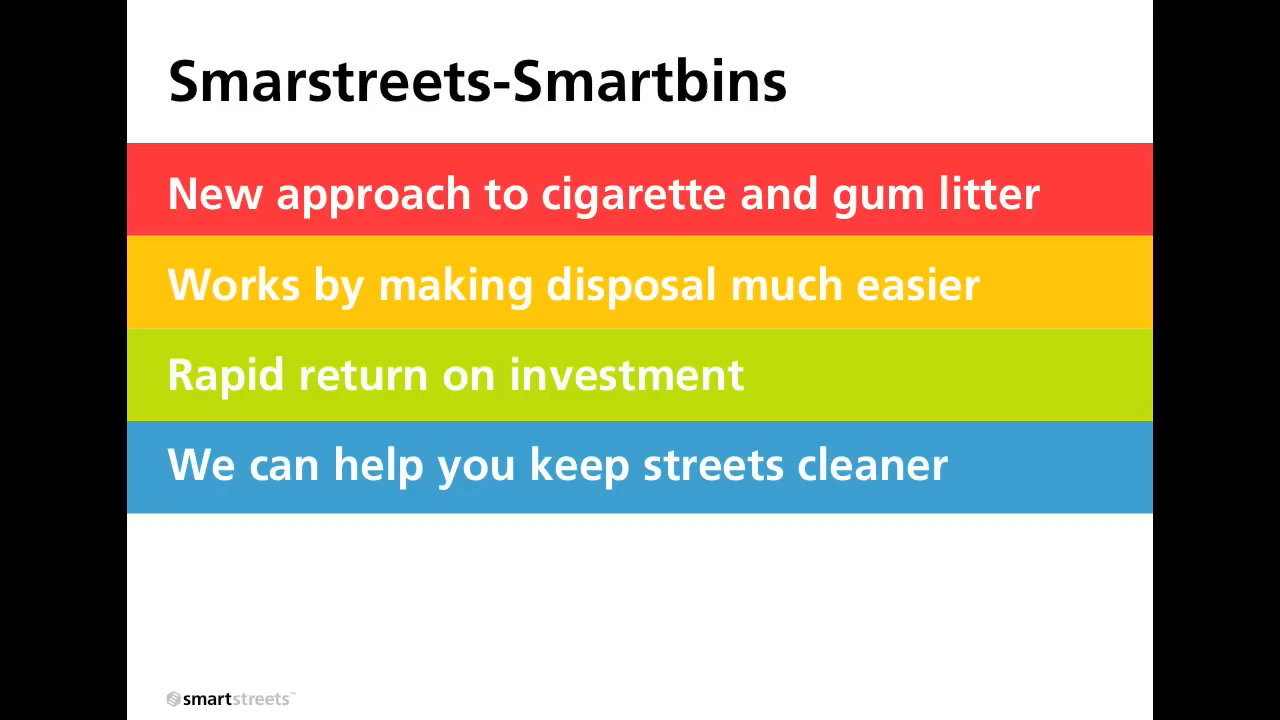 Smarstreets-Smartbins
New approach to cigarette and gum litter
Works by making disposal much easier
Rapid return on investment
We can help you keep streets cleaner
smartstreets™